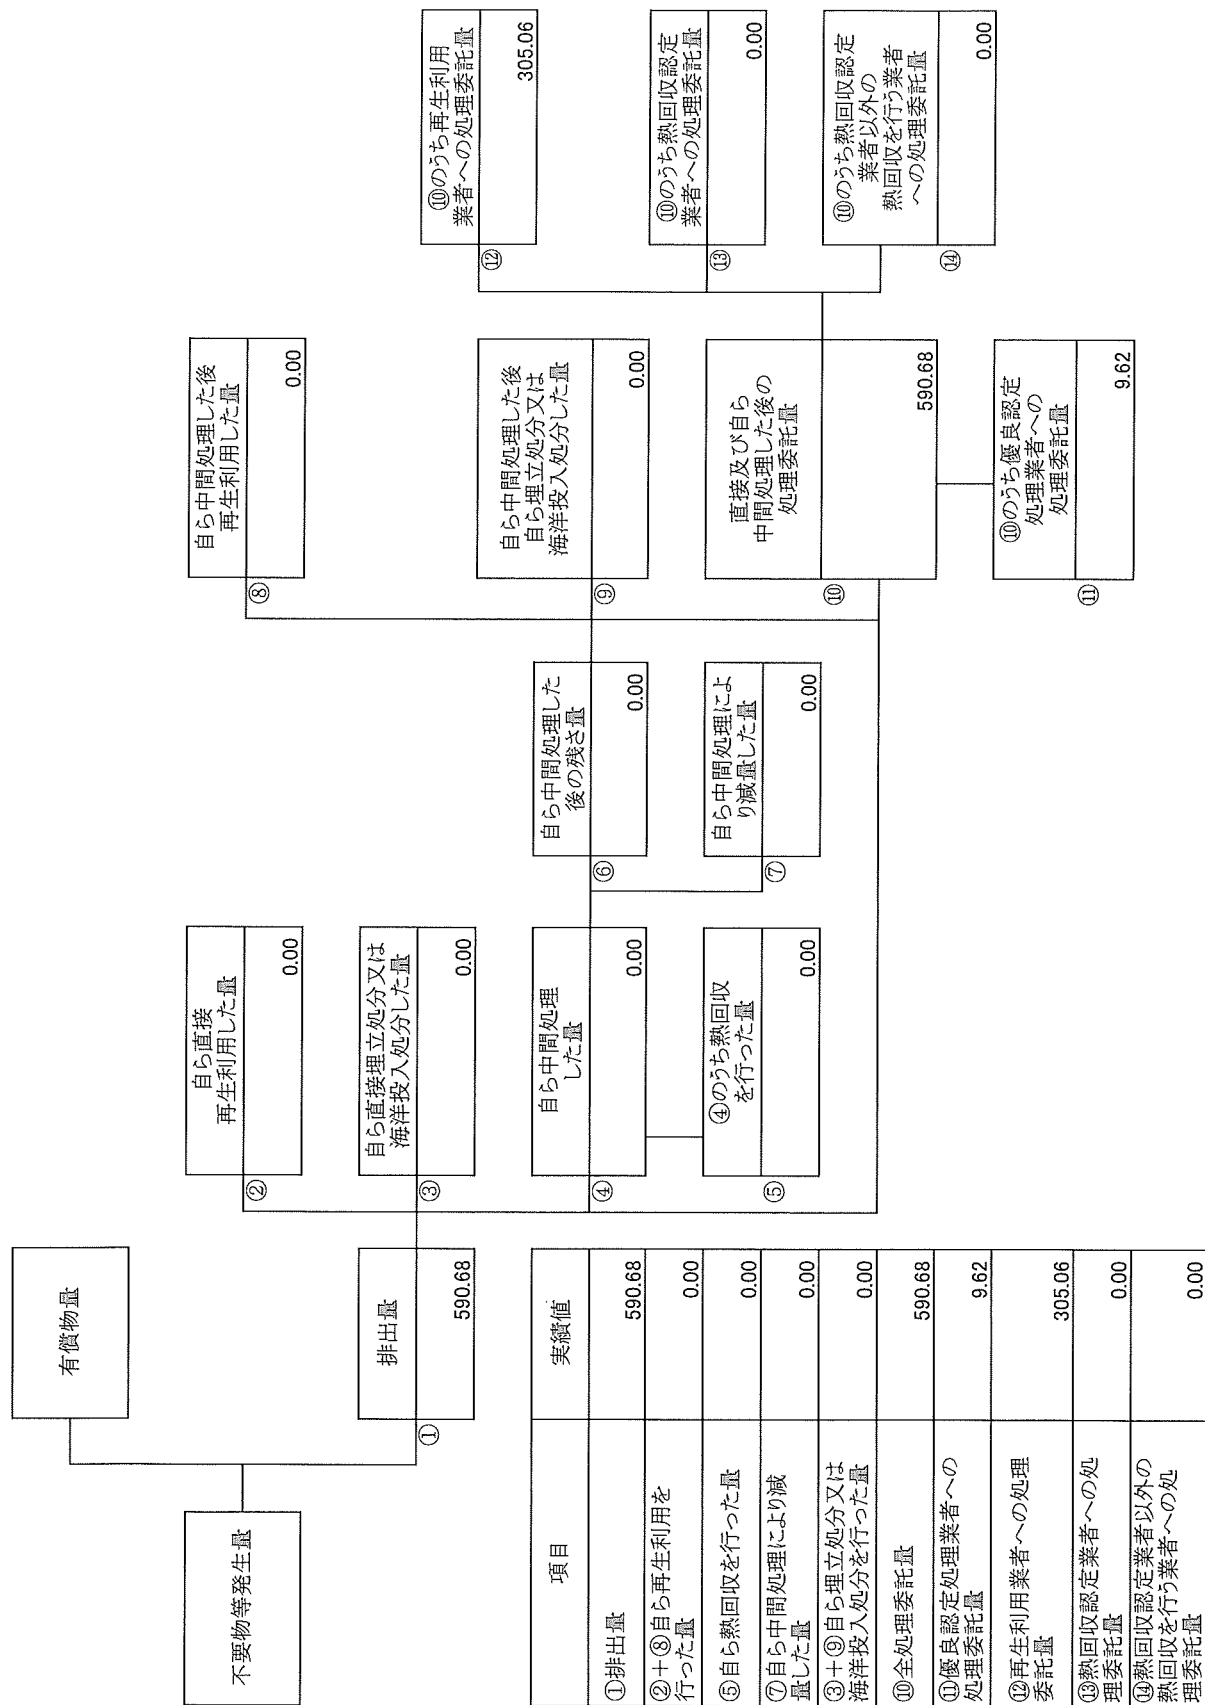 不要物等発生量
有償物量
①
排出量
590.68
②
自ら直接
再生利用した量
0.00
③
自ら直接埋立処分又は
海洋投入処分した量
0.00
④
自ら中間処理
した量
0.00
⑤
④のうち熱回収
を行った量
0.00
⑥
自ら中間処理した
後の残さ量
0.00
⑦
自ら中間処理によ
り減量した量
0.00
⑧
自ら中間処理した後
再生利用した量
0.00
⑨
自ら中間処理した後
自ら埋立処分又は
海洋投入処分した量
0.00
⑩
直接及び自ら
中間処理した後の
処理委託量
590.68
⑪
⑩のうち優良認定
処理業者への
処理委託量
9.62
⑫
⑩のうち再生利用
業者への処理委託量
305.06
⑬
⑩のうち熱回収認定
業者への処理委託量
0.00
⑭
⑩のうち熱回収認定
業者以外の
熱回収を行う業者
への処理委託量
0.00
項目 実績値
①排出量 590.68
②+⑧自ら再生利用を
行った量 0.00
⑤自ら熱回収を行った量 0.00
⑦自ら中間処理により減
量した量 0.00
③+⑨自ら埋立処分又は
海洋投入処分を行った量 0.00
⑩全処理委託量 590.68
⑪優良認定処理業者への
処理委託量 9.62
⑫再生利用業者への処理
委託量 305.06
⑬熱回収認定業者への処
理委託量 0.00
⑭熱回収認定業者以外の
熱回収を行う業者への処
理委託量 0.00